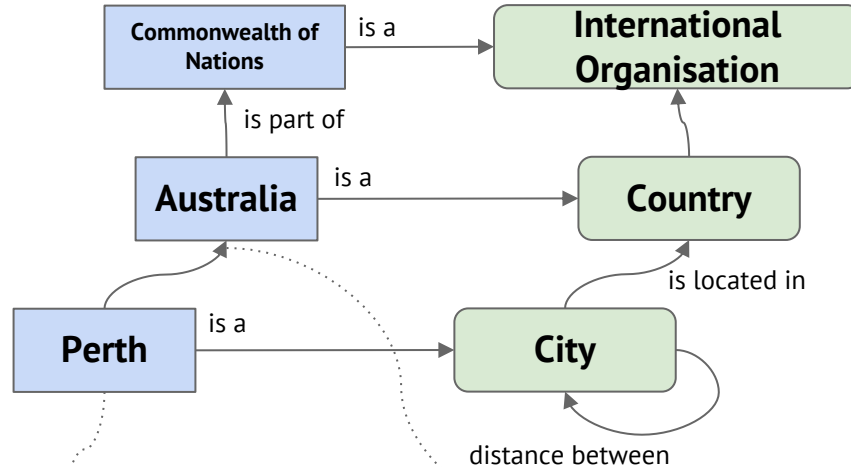 Commonwealth of
Nations
is a
International
Organisation
is part of
Australia
is a
Country
is located in
Perth
is a
City
distance between